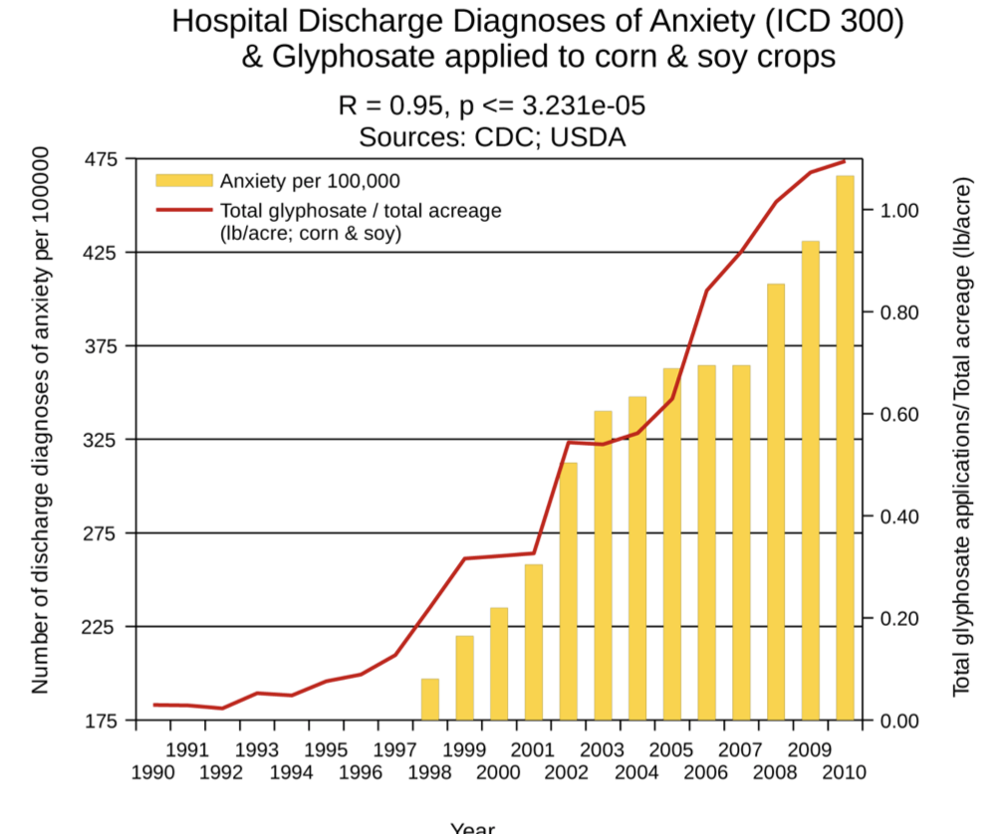 Hospital Discharge Diagnoses of Anxiety (ICD 300)
& Glyphosate applied to corn & soy crops
R = 0.95, p <= 3.231e-05
Sources: CDC; USDA
Number of discharge diagnoses of anxiety per 100000
475
425
375
325
275
225
175
Anxiety per 100,000
Total glyphosate / total acreage
(lb/acre; corn & soy)
1.00
0.80
0.60
0.40
0.20
0.00
Total glyphosate applications/Total acreage (lb/acre)
1991 1993 1995 1997 1999 2001 2003 2005 2007 2009
1990 1992 1994 1996 1998 2000 2002 2004 2006 2008 2010
Year